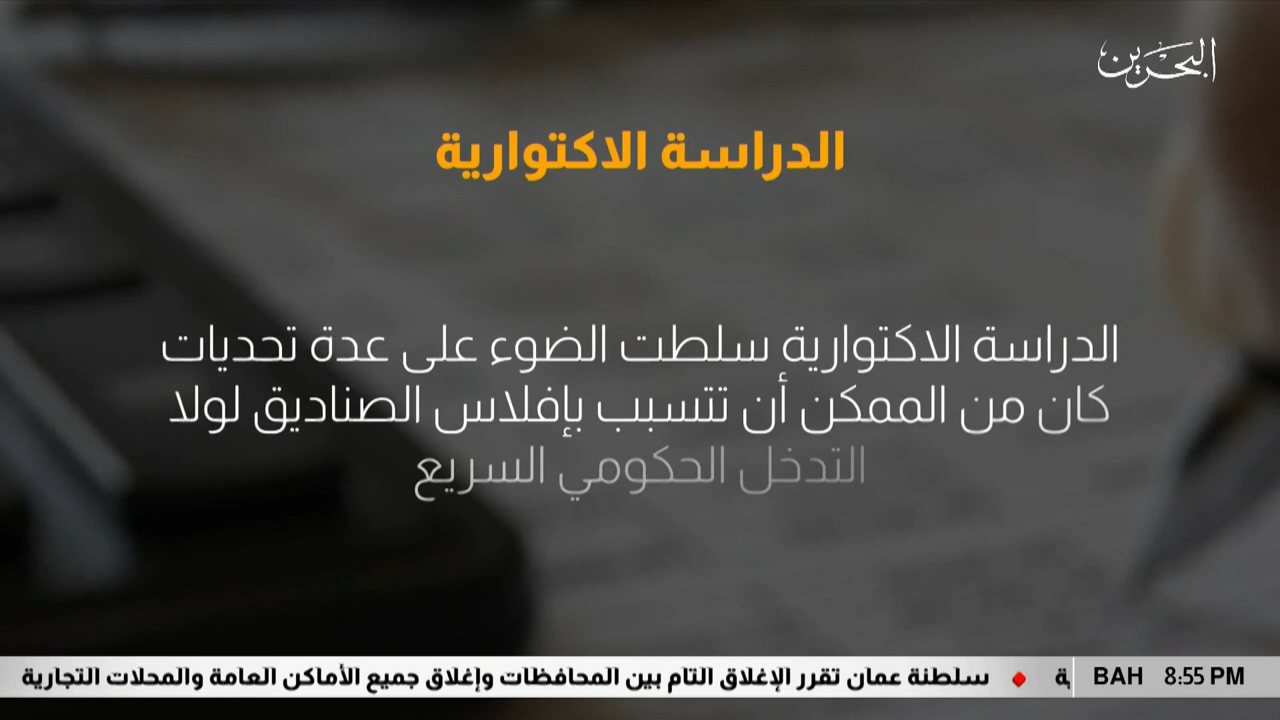 البحرين
الدراسة الاكتوارية
الدراسة الاكتوارية سلطت الضوء على عدة تحديات
كان من الممكن أن تتسبب بإفلاس الصناديق لولا
التدخل الحكومي السريع
سلطنة عمان تقرر الإغلاق التام بين المحافظات وإغلاق جميع الأماكن العامة والمحلات التجارية
BAH 8:55 PM